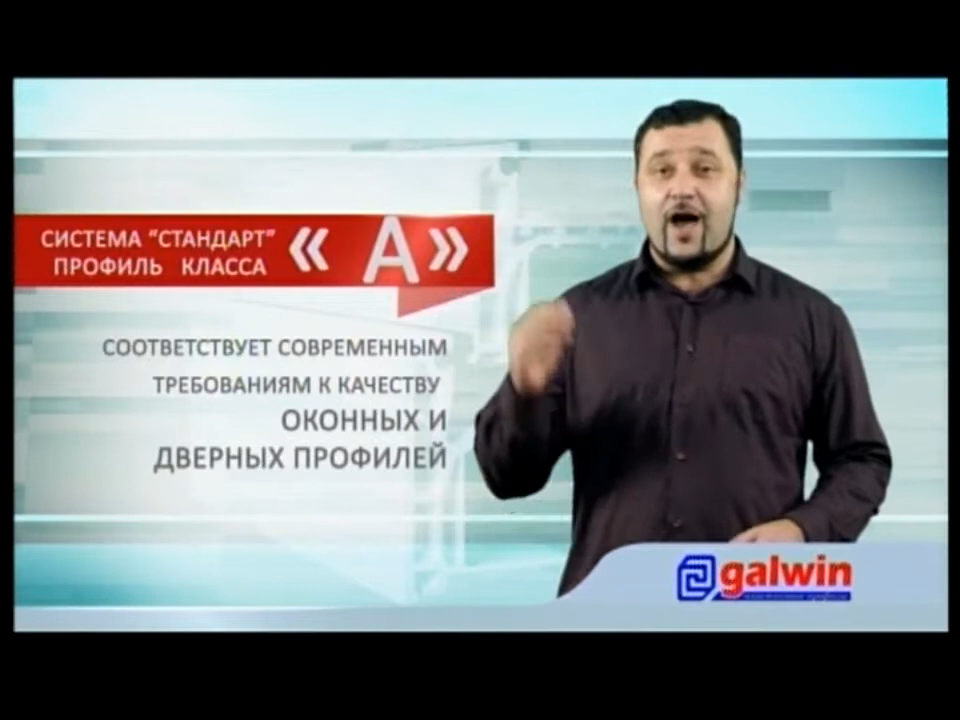 СИСТЕМА "СТАНДАРТ"
ПРОФИЛЬ КЛАССА
« А»
СООТВЕТСТВУЕТ СОВРЕМЕННЫМ
ТРЕБОВАНИЯМ К КАЧЕСТВУ
ОКОННЫХ И
ДВЕРНЫХ ПРОФИЛЕЙ
galwin